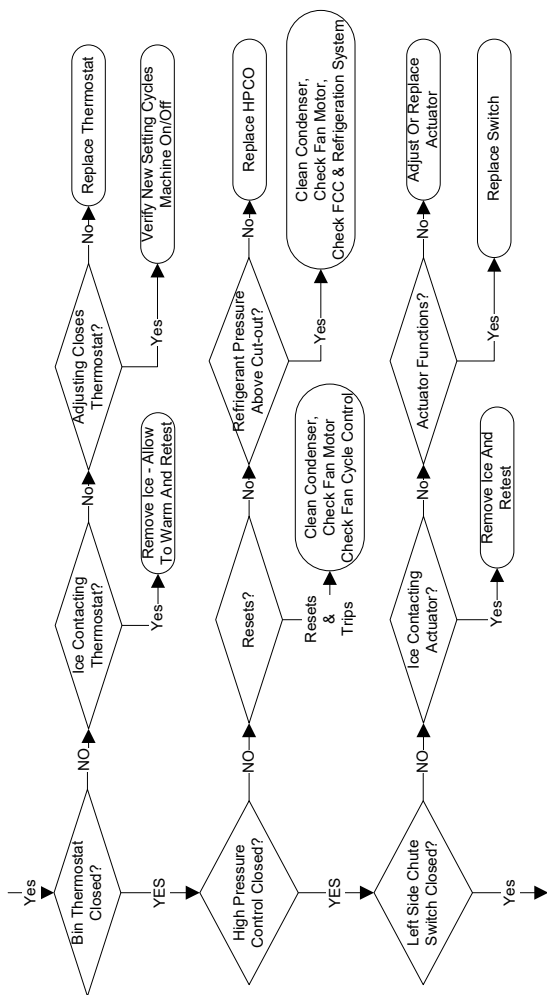 Yes
Bin Thermostat
Closed?
NO
Ice Contacting
Thermostat?
No
Adjusting Closes
Thermostat?
No
Replace Thermostat
Yes
Remove Ice - Allow
To Warm And Retest
Yes
Verify New Setting Cycles
Machine On/Off
YES
High Pressure
Control Closed?
NO
Resets?
No
Refrigerant Pressure
Above Cut-out?
No
Replace HPCO
Resets
&
Trips
Clean Condenser,
Check Fan Motor
Check Fan Cycle Control
Yes
Clean Condenser,
Check Fan Motor,
Check FCC & Refrigeration System
YES
Left Side Chute
Switch Closed?
NO
Ice Contacting
Actuator?
No
Actuator Functions?
No
Adjust Or Replace
Actuator
Yes
Remove Ice And
Retest
Yes
Replace Switch
Yes